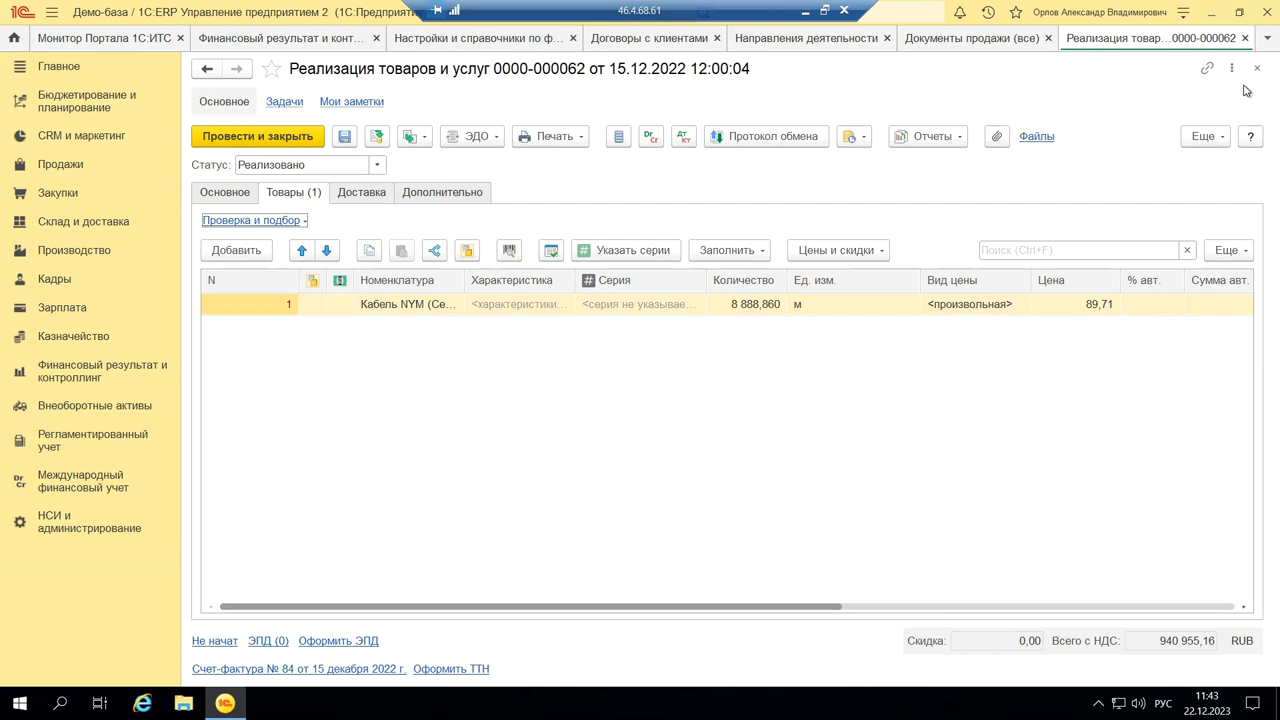 Демо-база / 1С:ERP Управление предприятием 2 (1С:Предприят
46.4.68.61
Орлов Александр Владимирович
Монитор Портала 1С:ИТС
Финансовый результат и конт...
Настройки и справочники по ф...
Договоры с клиентами
Направления деятельности
Документы продажи (все)
Реализация товар...0000-000062
Главное
Бюджетирование и
планирование
CRM и маркетинг
Продажи
Закупки
Склад и доставка
Производство
Кадры
Зарплата
Казначейство
Финансовый результат и
контроллинг
Внеоборотные активы
Регламентированный
учет
Международный
финансовый учет
НСИ и
администрирование
Реализация товаров и услуг 0000-000062 от 15.12.2022 12:00:04
Основное Задачи Мои заметки
Провести и закрыть ЭДО Печать Dr Cr Дт Кт Протокол обмена Отчеты Файлы Еще ?
Статус: Реализовано
Основное Товары (1) Доставка Дополнительно
Проверка и подбор
Добавить Указать серии Заполнить Цены и скидки Поиск (Ctrl+F) Еще
N Номенклатура Характеристика Серия Количество Ед. изм. Вид цены Цена % авт. Сумма авт.
1 Кабель NYM (Се... <характеристики... <серия не указывае... 8 888,860 м <произвольная> 89,71
Не начат ЭПД (0) Оформить ЭПД
Скидка: 0,00 Всего с НДС: 940 955,16 RUB
Счет-фактура № 84 от 15 декабря 2022 г. Оформить ТТН
РУС
11:43
22.12.2023